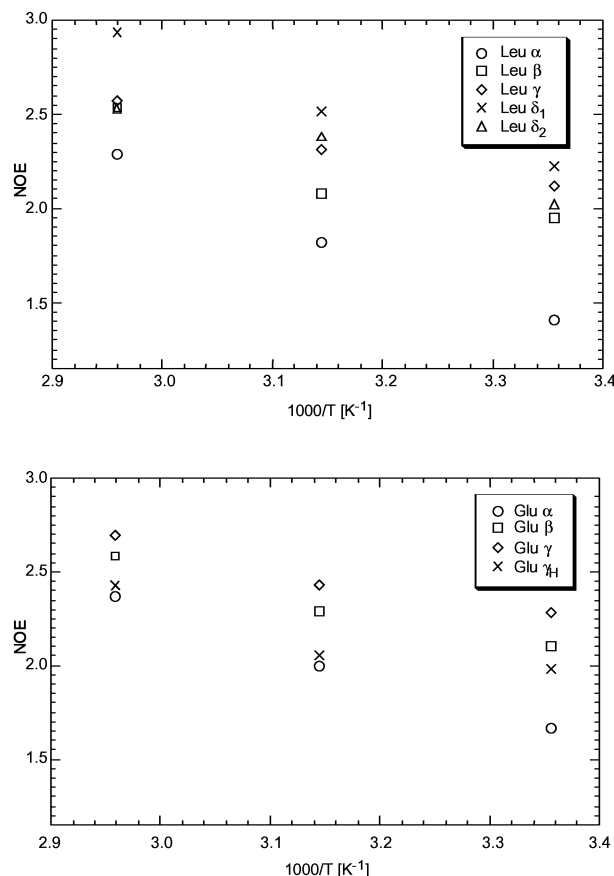 3.0
Leu α
Leu β
Leu γ
Leu δ1
Leu δ2
2.5
NOE
2.0
1.5
2.9 3.0 3.1 3.2 3.3 3.4
1000/T [K-1]
3.0
Glu α
Glu β
Glu γ
Glu γH
2.5
NOE
2.0
1.5
2.9 3.0 3.1 3.2 3.3 3.4
1000/T [K-1]